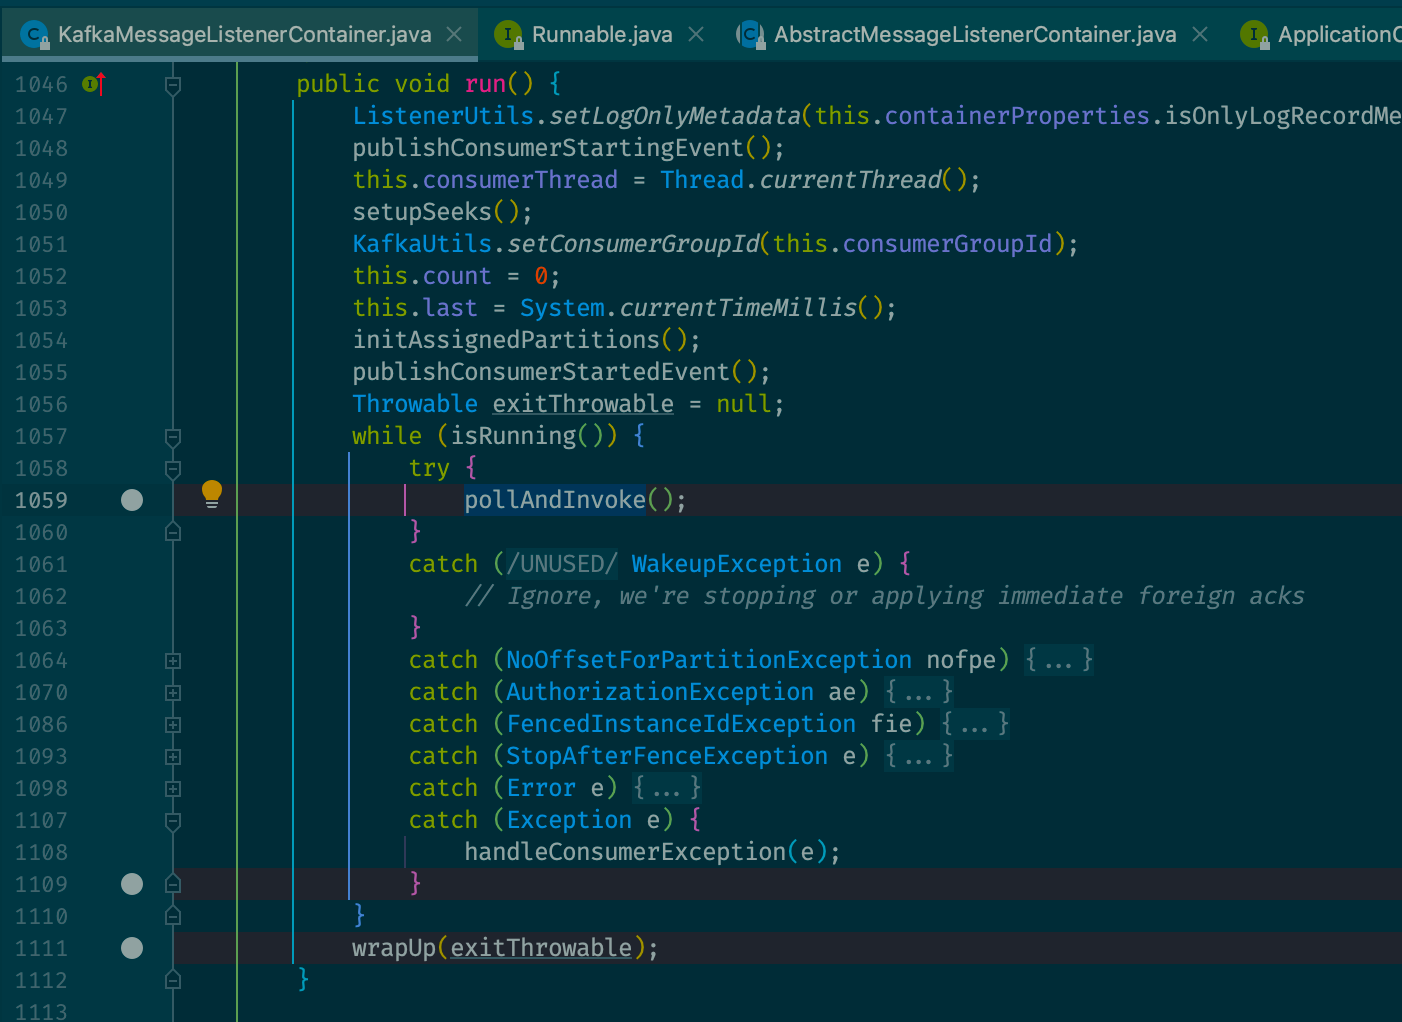 KafkaMessageListenerContainer.java Runnable.java AbstractMessageListenerContainer.java ApplicationC
1046 public void run() {
1047 ListenerUtils.setLogOnlyMetadata(this.containerProperties.isOnlyLogRecordMe
1048 publishConsumerStartingEvent();
1049 this.consumerThread = Thread.currentThread();
1050 setupSeeks();
1051 KafkaUtils.setConsumerGroupId(this.consumerGroupId);
1052 this.count = 0;
1053 this.last = System.currentTimeMillis();
1054 initAssignedPartitions();
1055 publishConsumerStartedEvent();
1056 Throwable exitThrowable = null;
1057 while (isRunning()) {
1058 try {
1059 pollAndInvoke();
1060 }
1061 catch (/UNUSED/ WakeupException e) {
1062 // Ignore, we're stopping or applying immediate foreign acks
1063 }
1064 catch (NoOffsetForPartitionException nofpe) {...}
1070 catch (AuthorizationException ae) {...}
1086 catch (FencedInstanceIdException fie) {...}
1093 catch (StopAfterFenceException e) {...}
1098 catch (Error e) {...}
1107 catch (Exception e) {
1108 handleConsumerException(e);
1109 }
1110 }
1111 wrapUp(exitThrowable);
1112 }
1113